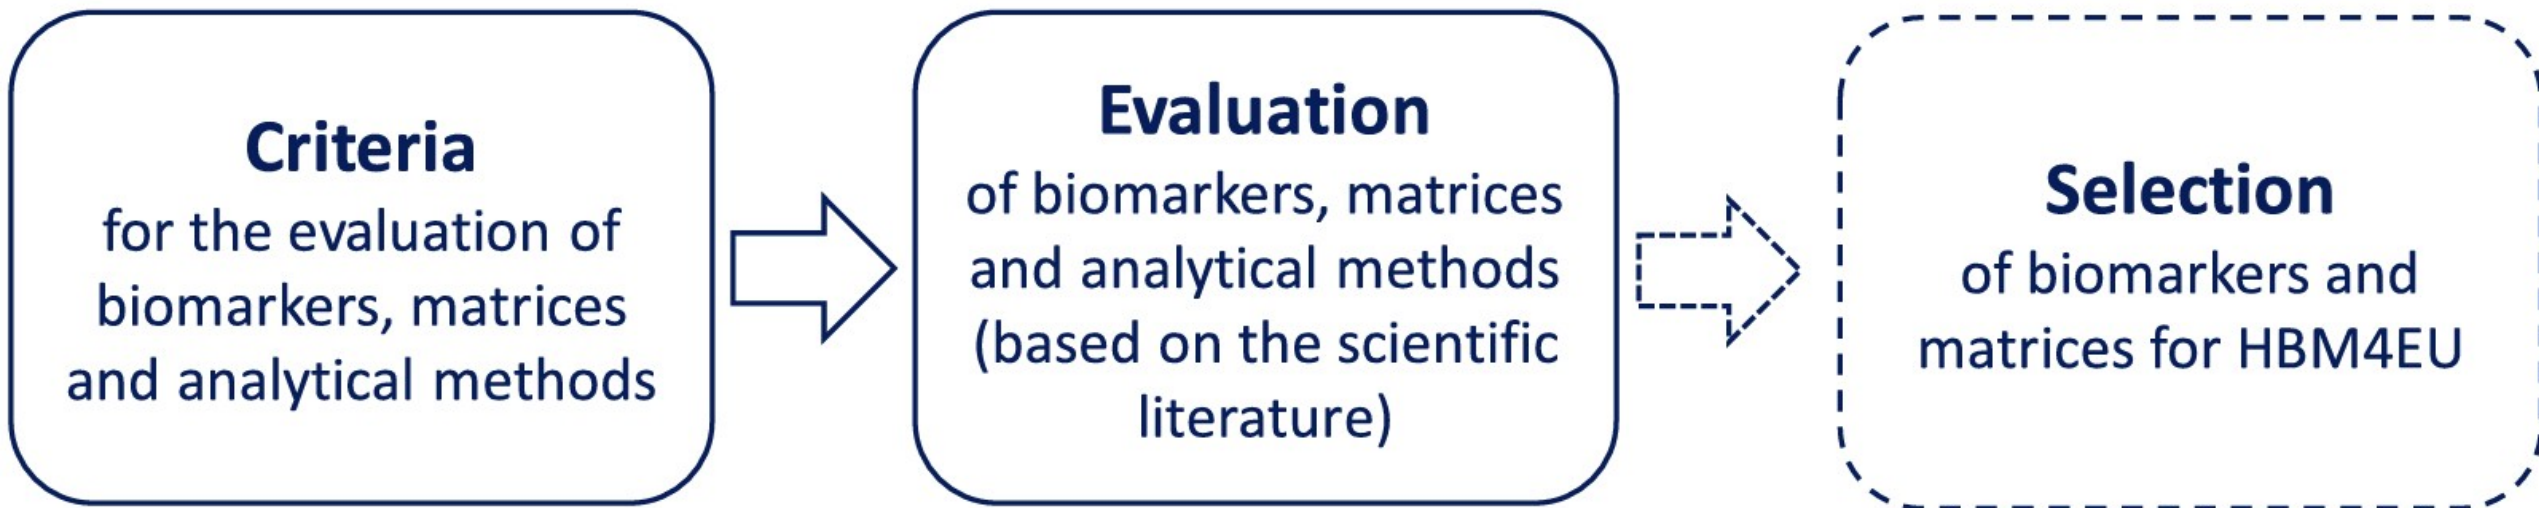 Criteria
for the evaluation of
biomarkers, matrices
and analytical methods
Evaluation
of biomarkers, matrices
and analytical methods
(based on the scientific
literature)
Selection
of biomarkers and
matrices for HBM4EU